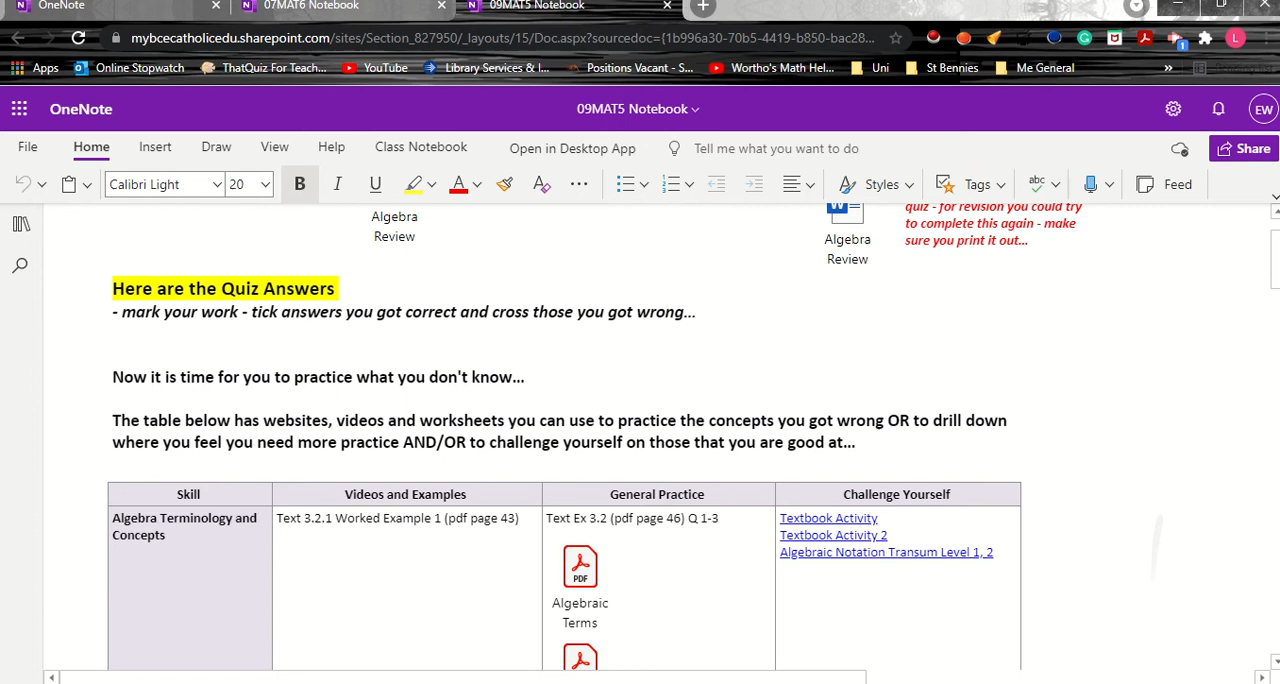 OneNote
07MAT6 Notebook
09MAT5 Notebook
mybcecatholicedu.sharepoint.com/sites/Section_827950/_layouts/15/Doc.aspx?sourcedoc={1b996a30-70b5-4419-b850-bac28...
L
1
Apps Online Stopwatch ThatQuiz For Teach... YouTube Library Services & I... Positions Vacant - S... Wortho's Math Hel... Uni St Bennies Me General »
OneNote 09MAT5 Notebook EW
File Home Insert Draw View Help Class Notebook Open in Desktop App Tell me what you want to do Share
Calibri Light 20 B I U A A ... Styles Tags abc Feed
Algebra
Review
W
Algebra
Review
quiz - for revision you could try
to complete this again - make
sure you print it out...
Here are the Quiz Answers
- mark your work - tick answers you got correct and cross those you got wrong...
Now it is time for you to practice what you don't know...
The table below has websites, videos and worksheets you can use to practice the concepts you got wrong OR to drill down
where you feel you need more practice AND/OR to challenge yourself on those that you are good at...
Skill Videos and Examples General Practice Challenge Yourself
Algebra Terminology and
Concepts
Text 3.2.1 Worked Example 1 (pdf page 43)
Text Ex 3.2 (pdf page 46) Q 1-3
PDF
Algebraic
Terms
Textbook Activity
Textbook Activity 2
Algebraic Notation Transum Level 1, 2